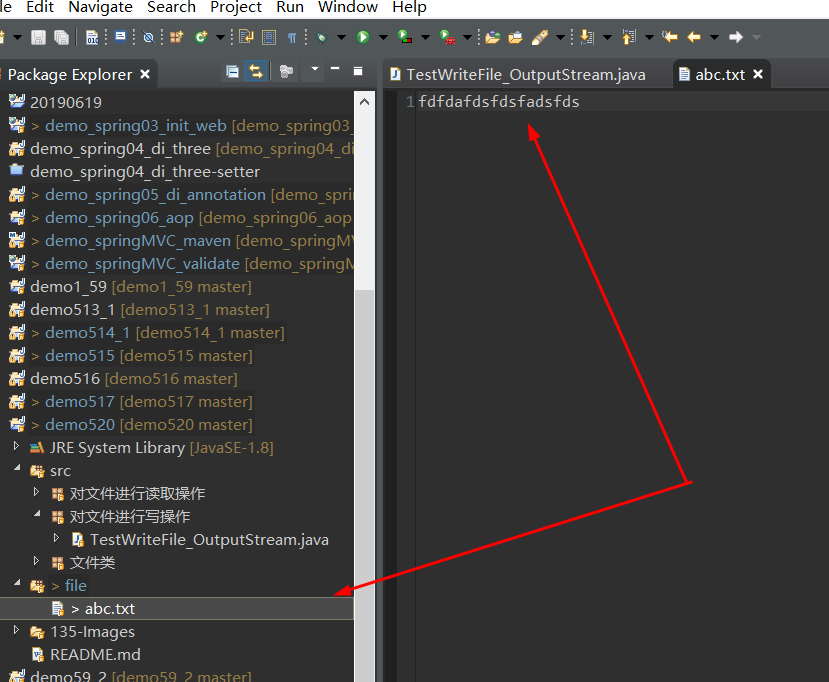 le Edit Navigate Search Project Run Window Help
Package Explorer
TestWriteFile_OutputStream.java
abc.txt
1 fdfdafdsfdsfadsfds
20190619
> demo_spring03_init_web [demo_spring03_
demo_spring04_di_three [demo_spring04_di
demo_spring04_di_three-setter
> demo_spring05_di_annotation [demo_sprin
> demo_spring06_aop [demo_spring06_aop
> demo_springMVC_maven [demo_springMV
> demo_springMVC_validate [demo_springM
demo1_59 [demo1_59 master]
demo513_1 [demo513_1 master]
> demo514_1 [demo514_1 master]
> demo515 [demo515 master]
demo516 [demo516 master]
> demo517 [demo517 master]
> demo520 [demo520 master]
JRE System Library [JavaSE-1.8]
src
对文件进行读取操作
对文件进行写操作
TestWriteFile_OutputStream.java
文件类
> file
> abc.txt
135-Images
README.md
demo59_2 [demo59_2 master]